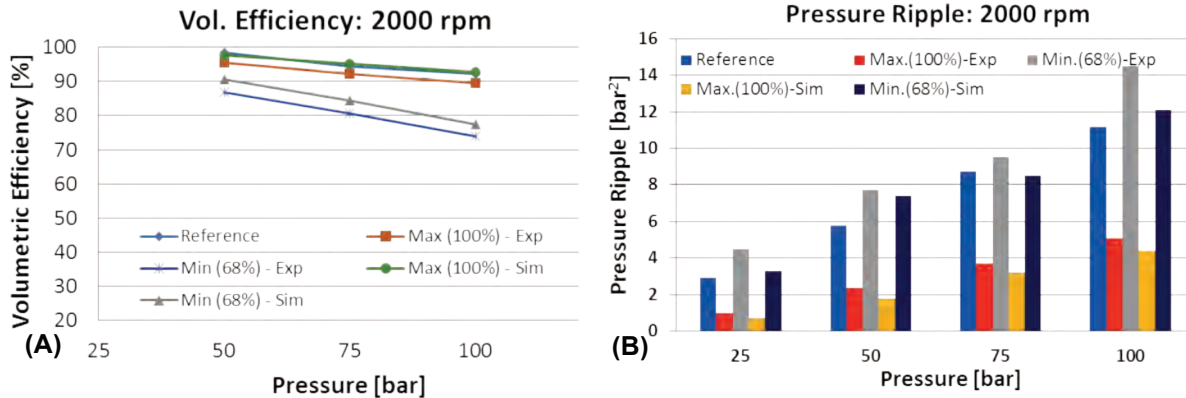 Vol. Efficiency: 2000 rpm
Volumetric Efficiency [%]
100
90
80
70
60
50
40
30
20
Reference
Max (100%) - Exp
Min (68%) - Exp
Max (100%) - Sim
Min (68%) - Sim
25 50 75 100
Pressure [bar]
(A)
Pressure Ripple: 2000 rpm
Pressure Ripple [bar²]
16
14
12
10
8
6
4
2
0
Reference
Max.(100%)-Exp
Min.(68%)-Exp
Max.(100%)-Sim
Min.(68%)-Sim
25 50 75 100
Pressure [bar]
(B)